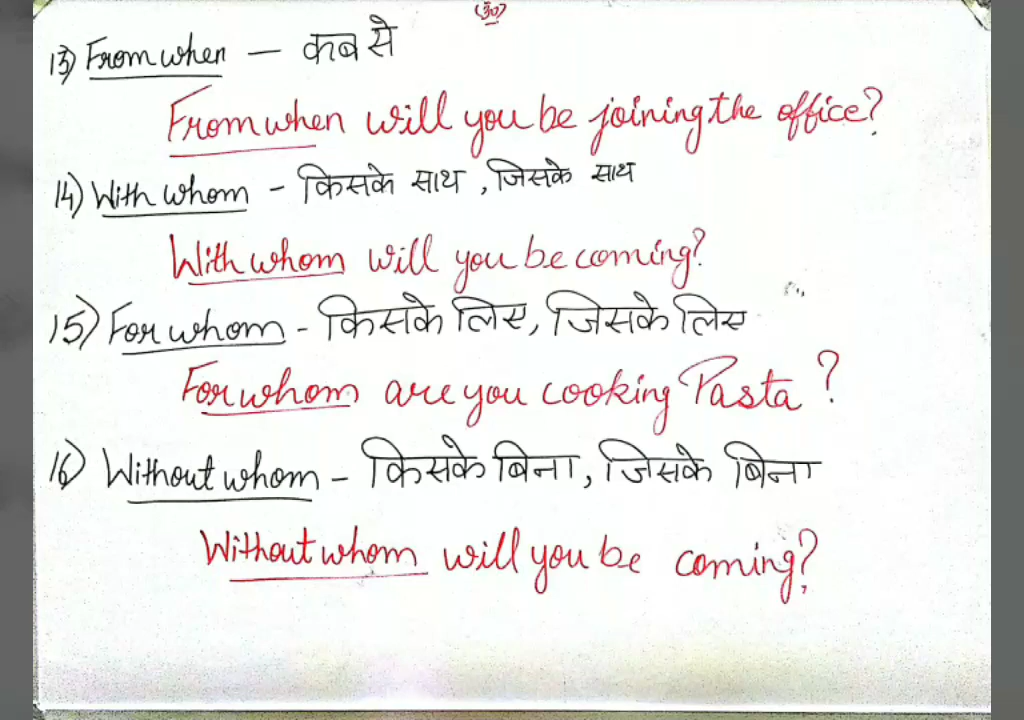 (30)
13) From when — कब से
From when will you be joining the office?
14) With whom - किसके साथ , जिसके साथ
With whom will you be coming?
15) For whom - किसके लिए, जिसके लिए
For whom are you cooking Pasta ?
16) Without whom - किसके बिना, जिसके बिना
Without whom will you be coming?